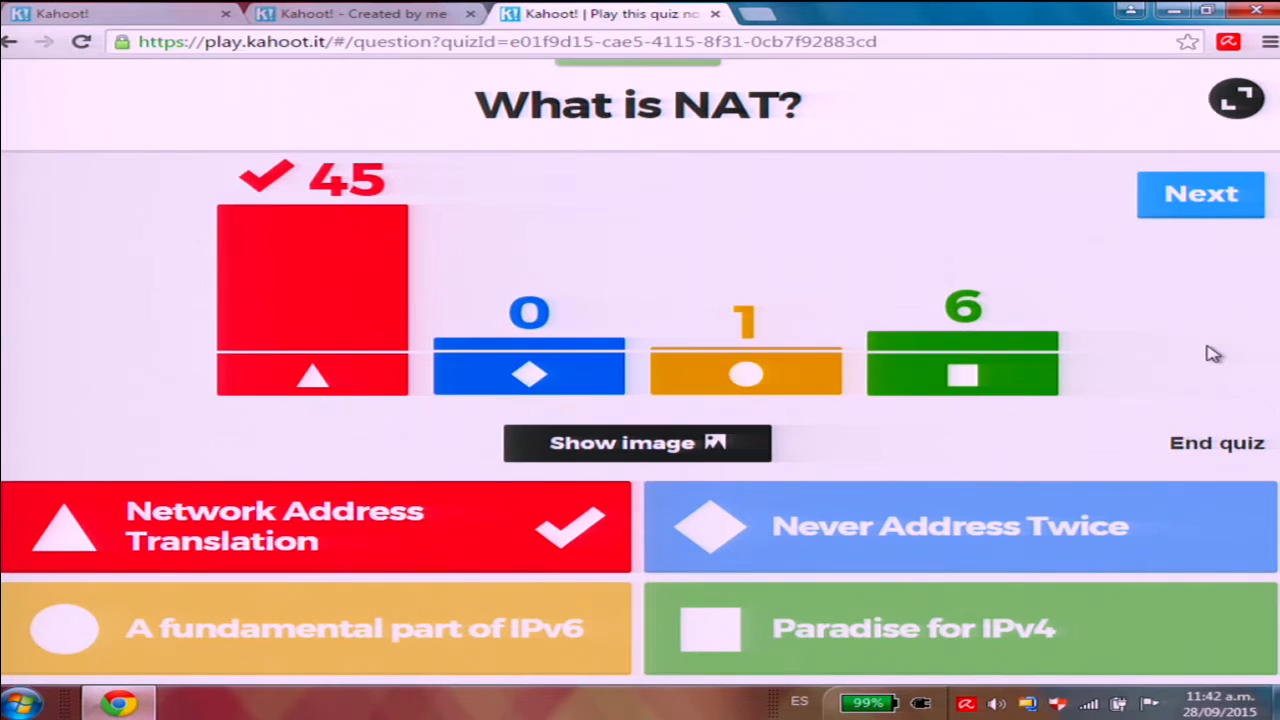 Kahoot!
Kahoot! - Created by me
Kahoot! | Play this quiz no
https://play.kahoot.it/#/question?quizId=e01f9d15-cae5-4115-8f31-0cb7f92883cd
What is NAT?
45
Next
0
1
6
Show image
End quiz
Network Address
Translation
Never Address Twice
A fundamental part of IPv6
Paradise for IPv4
ES
99%
11:42 a.m.
28/09/2015